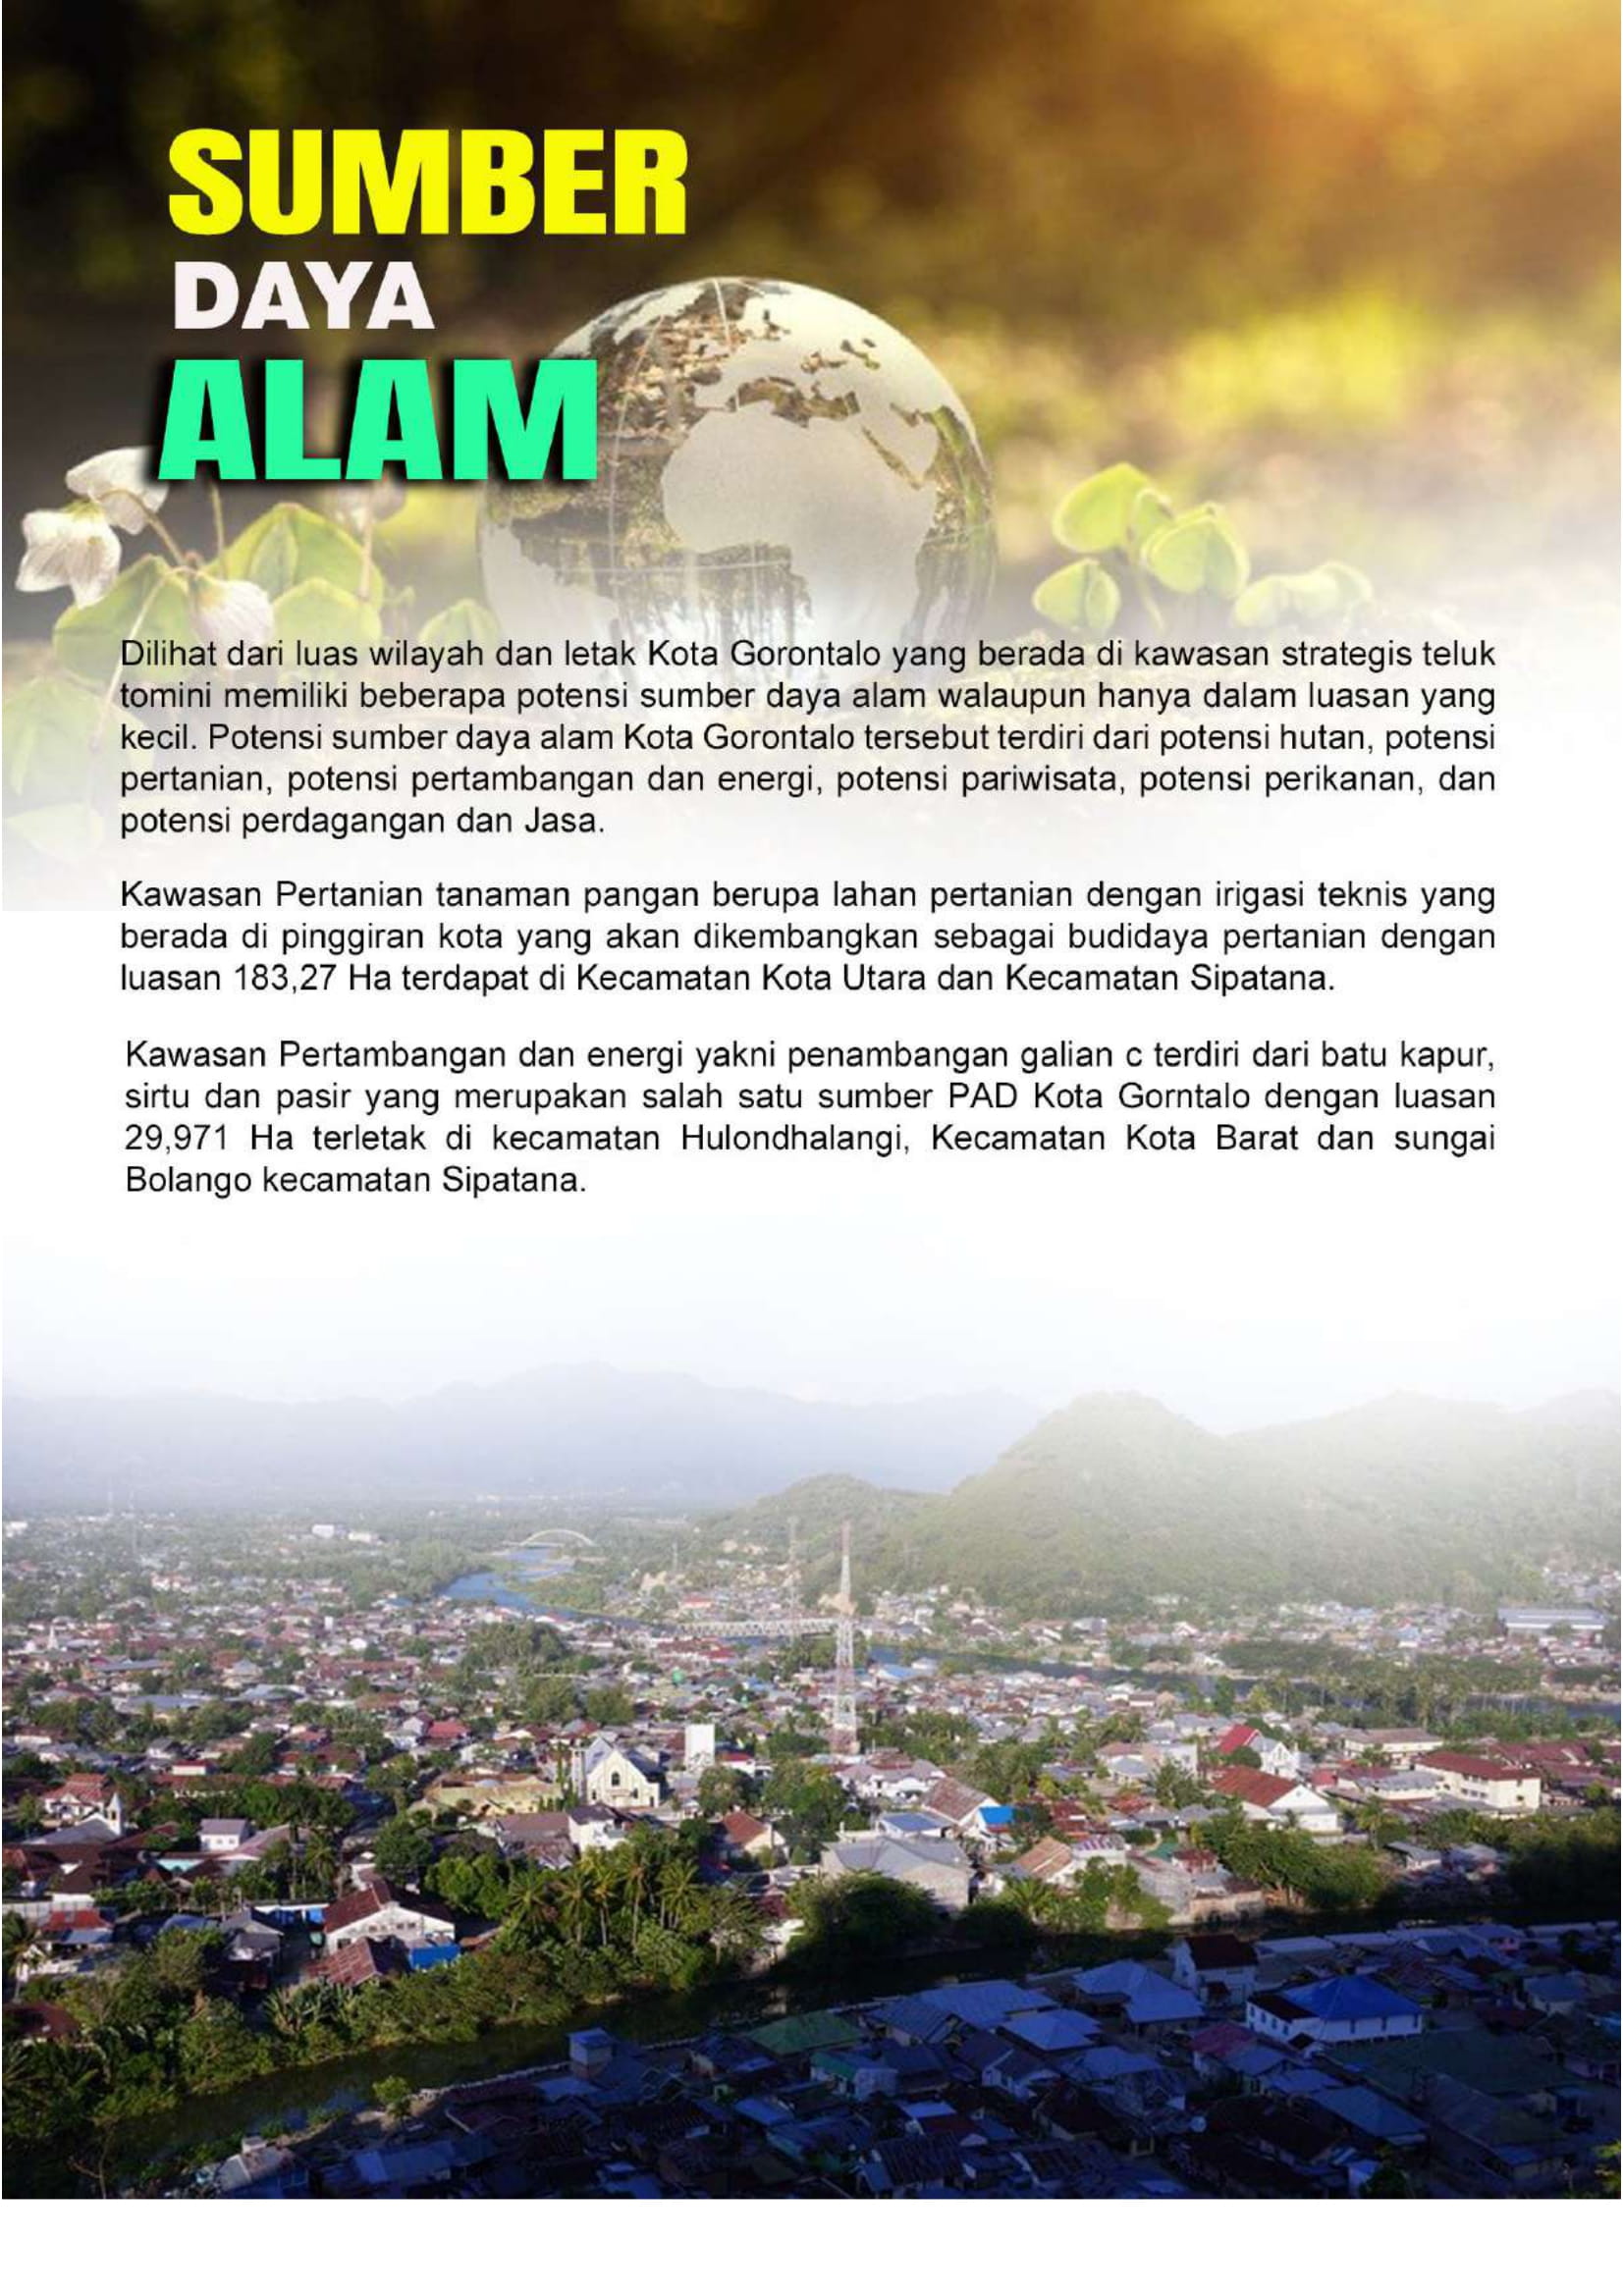 SUMBER
DAYA
ALAM
Dilihat dari luas wilayah dan letak Kota Gorontalo yang berada di kawasan strategis teluk
tomini memiliki beberapa potensi sumber daya alam walaupun hanya dalam luasan yang
kecil. Potensi sumber daya alam Kota Gorontalo tersebut terdiri dari potensi hutan, potensi
pertanian, potensi pertambangan dan energi, potensi pariwisata, potensi perikanan, dan
potensi perdagangan dan Jasa.
Kawasan Pertanian tanaman pangan berupa lahan pertanian dengan irigasi teknis yang
berada di pinggiran kota yang akan dikembangkan sebagai budidaya pertanian dengan
luasan 183,27 Ha terdapat di Kecamatan Kota Utara dan Kecamatan Sipatana.
Kawasan Pertambangan dan energi yakni penambangan galian c terdiri dari batu kapur,
sirtu dan pasir yang merupakan salah satu sumber PAD Kota Gorntalo dengan luasan
29,971 Ha terletak di kecamatan Hulondhalangi, Kecamatan Kota Barat dan sungai
Bolango kecamatan Sipatana.